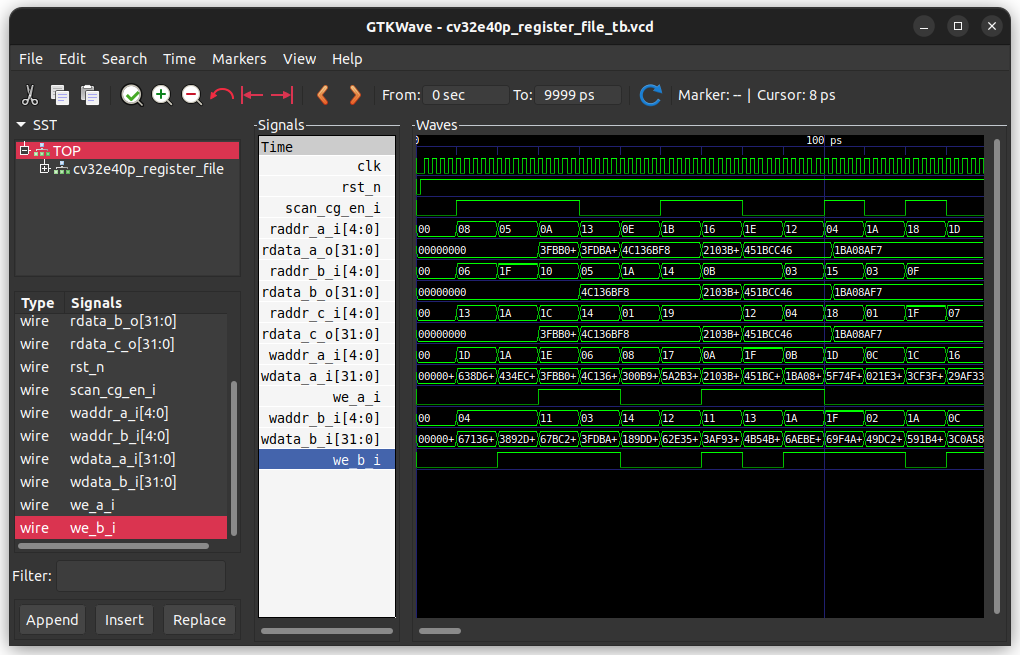 GTKWave - cv32e40p_register_file_tb.vcd
File Edit Search Time Markers View Help
From: 0 sec To: 9999 ps Marker: -- | Cursor: 8 ps
SST
TOP
cv32e40p_register_file
Type Signals
wire rdata_b_o[31:0]
wire rdata_c_o[31:0]
wire rst_n
wire scan_cg_en_i
wire waddr_a_i[4:0]
wire waddr_b_i[4:0]
wire wdata_a_i[31:0]
wire wdata_b_i[31:0]
wire we_a_i
wire we_b_i
Filter:
Append Insert Replace
Signals
Time
clk
rst_n
scan_cg_en_i
raddr_a_i[4:0]
rdata_a_o[31:0]
raddr_b_i[4:0]
rdata_b_o[31:0]
raddr_c_i[4:0]
rdata_c_o[31:0]
waddr_a_i[4:0]
wdata_a_i[31:0]
we_a_i
waddr_b_i[4:0]
wdata_b_i[31:0]
we_b_i
Waves
0 100 ps
00 08 05 0A 13 0E 1B 16 1E 12 04 1A 18 1D
00000000 3FBB0+ 3FDBA+ 4C136BF8 2103B+ 451BCC46 1BA08AF7
00 06 1F 10 05 1A 14 0B 03 15 03 0F
00000000 4C136BF8 2103B+ 451BCC46 1BA08AF7
00 13 1A 1C 14 01 19 12 04 18 01 1F 07
00000000 3FBB0+ 4C136BF8 2103B+ 451BCC46 1BA08AF7
00 1D 1A 1E 06 08 17 0A 1F 0B 1D 0C 1C 16
00000+ 638D6+ 434EC+ 3FBB0+ 4C136+ 300B9+ 5A2B3+ 2103B+ 451BC+ 1BA08+ 5F74F+ 021E3+ 3CF3F+ 29AF33
00 04 11 03 14 12 11 13 1A 1F 02 1A 0C
00000+ 67136+ 3892D+ 67BC2+ 3FDBA+ 189DD+ 62E35+ 3AF93+ 4B54B+ 6AEBE+ 69F4A+ 49DC2+ 591B4+ 3C0A58